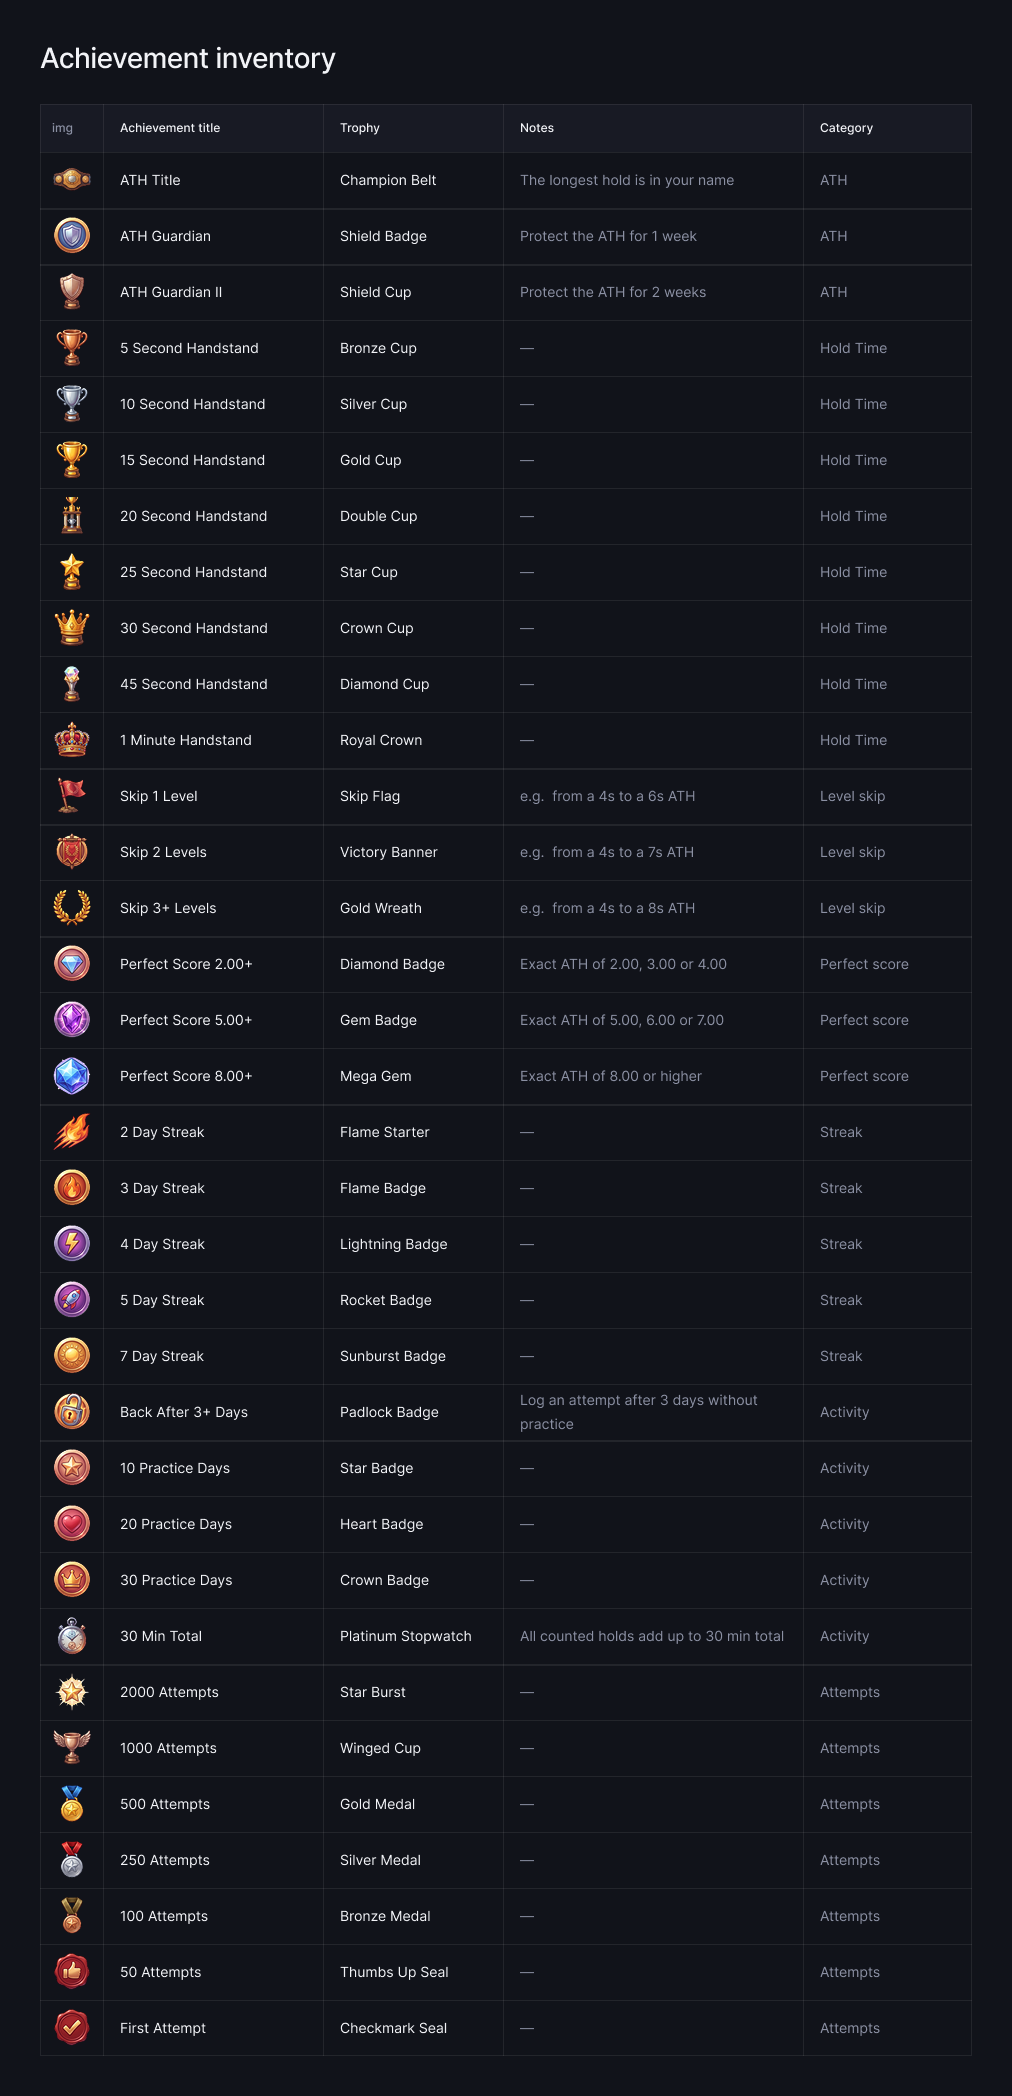 Achievement inventory
img Achievement title Trophy Notes Category
ATH Title Champion Belt The longest hold is in your name ATH
ATH Guardian Shield Badge Protect the ATH for 1 week ATH
ATH Guardian II Shield Cup Protect the ATH for 2 weeks ATH
5 Second Handstand Bronze Cup — Hold Time
10 Second Handstand Silver Cup — Hold Time
15 Second Handstand Gold Cup — Hold Time
20 Second Handstand Double Cup — Hold Time
25 Second Handstand Star Cup — Hold Time
30 Second Handstand Crown Cup — Hold Time
45 Second Handstand Diamond Cup — Hold Time
1 Minute Handstand Royal Crown — Hold Time
Skip 1 Level Skip Flag e.g.  from a 4s to a 6s ATH Level skip
Skip 2 Levels Victory Banner e.g.  from a 4s to a 7s ATH Level skip
Skip 3+ Levels Gold Wreath e.g.  from a 4s to a 8s ATH Level skip
Perfect Score 2.00+ Diamond Badge Exact ATH of 2.00, 3.00 or 4.00 Perfect score
Perfect Score 5.00+ Gem Badge Exact ATH of 5.00, 6.00 or 7.00 Perfect score
Perfect Score 8.00+ Mega Gem Exact ATH of 8.00 or higher Perfect score
2 Day Streak Flame Starter — Streak
3 Day Streak Flame Badge — Streak
4 Day Streak Lightning Badge — Streak
5 Day Streak Rocket Badge — Streak
7 Day Streak Sunburst Badge — Streak
Back After 3+ Days Padlock Badge Log an attempt after 3 days without
practice Activity
10 Practice Days Star Badge — Activity
20 Practice Days Heart Badge — Activity
30 Practice Days Crown Badge — Activity
30 Min Total Platinum Stopwatch All counted holds add up to 30 min total Activity
2000 Attempts Star Burst — Attempts
1000 Attempts Winged Cup — Attempts
500 Attempts Gold Medal — Attempts
250 Attempts Silver Medal — Attempts
100 Attempts Bronze Medal — Attempts
50 Attempts Thumbs Up Seal — Attempts
First Attempt Checkmark Seal — Attempts